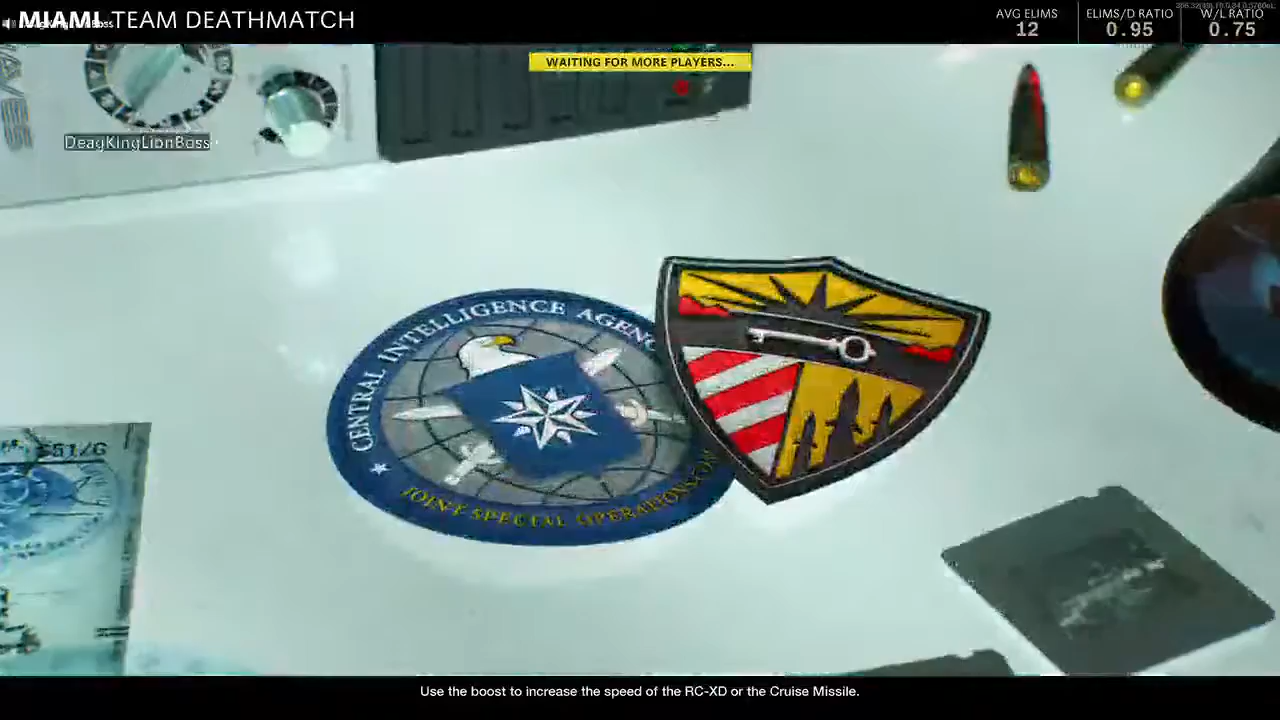 MIAMI TEAM DEATHMATCH
AVG ELIMS
12
ELIMS/D RATIO
0.95
W/L RATIO
0.75
WAITING FOR MORE PLAYERS...
DeagKingLionBoss
CENTRAL INTELLIGENCE AGENC
JOINT SPECIAL OPERATIONS
Use the boost to increase the speed of the RC-XD or the Cruise Missile.